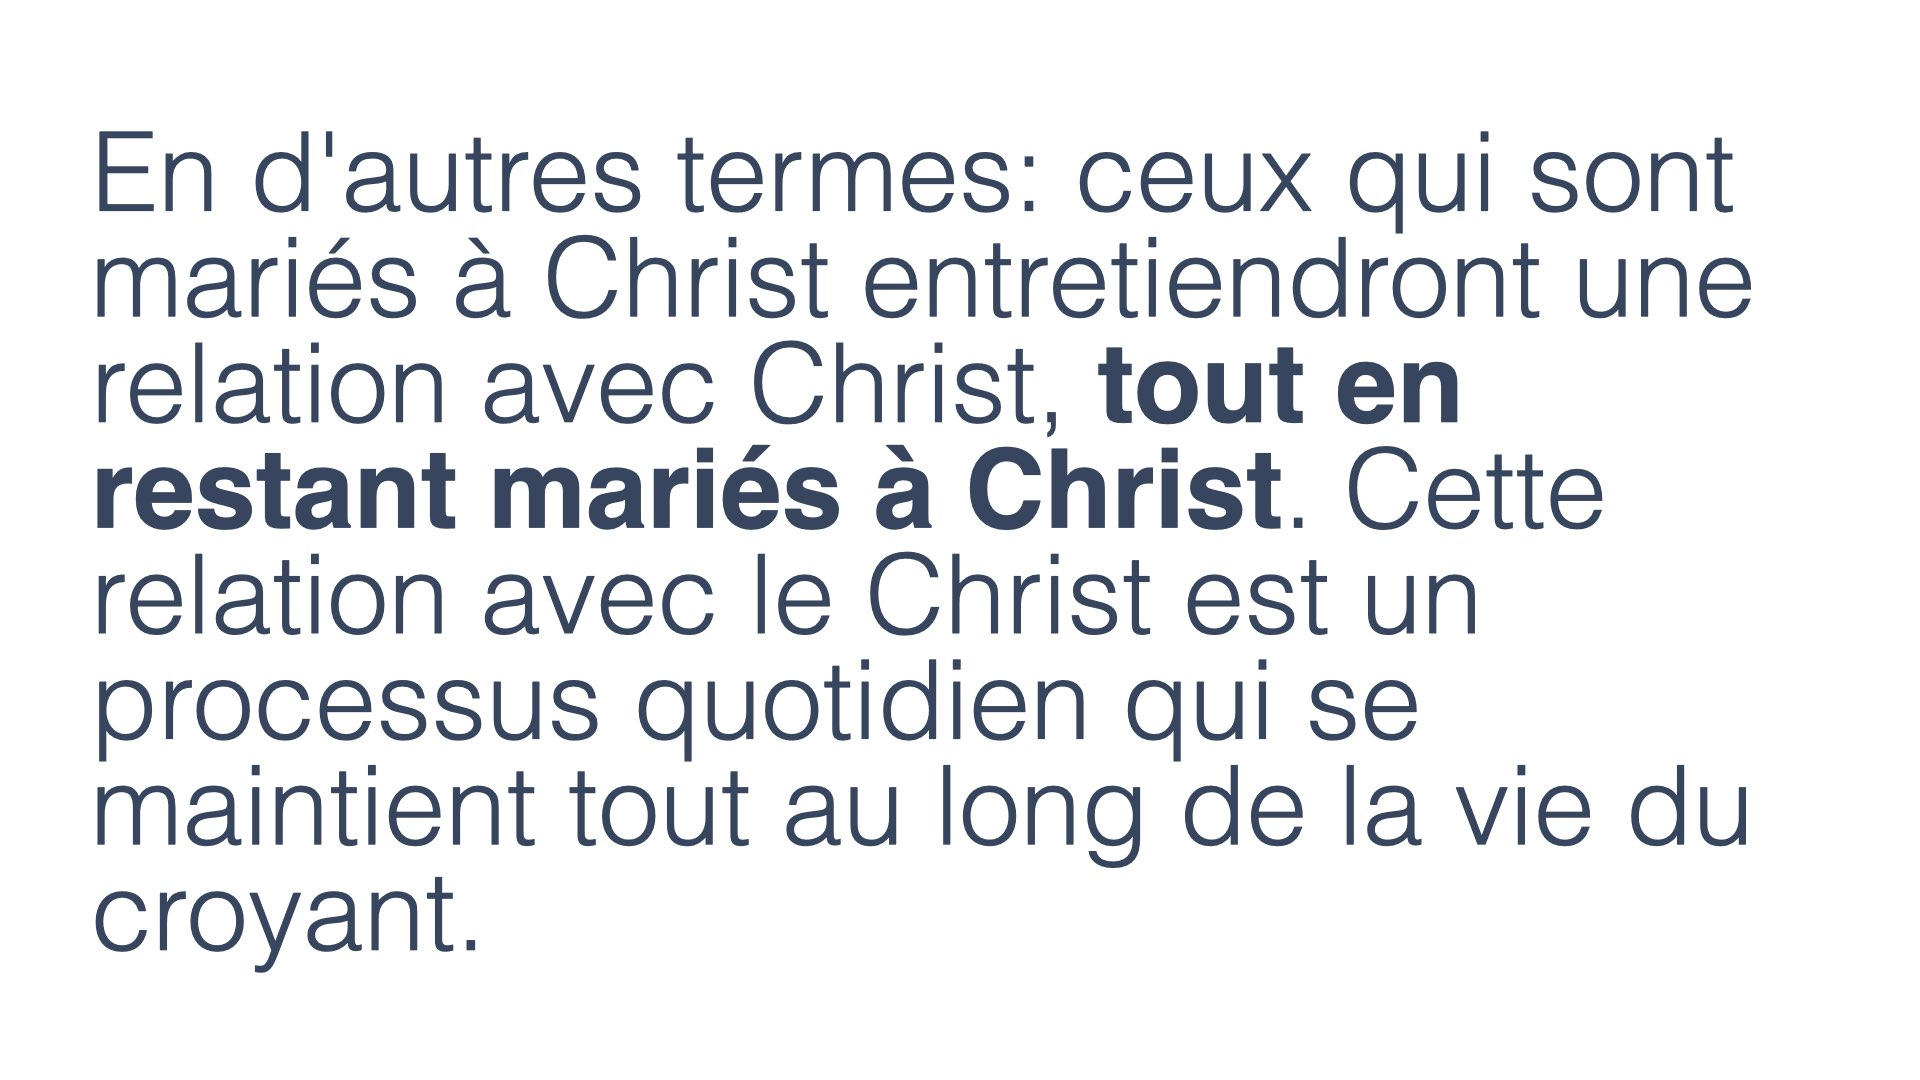 En d'autres termes: ceux qui sont
mariés à Christ entretiendront une
relation avec Christ, tout en
restant mariés à Christ. Cette
relation avec le Christ est un
processus quotidien qui se
maintient tout au long de la vie du
croyant.